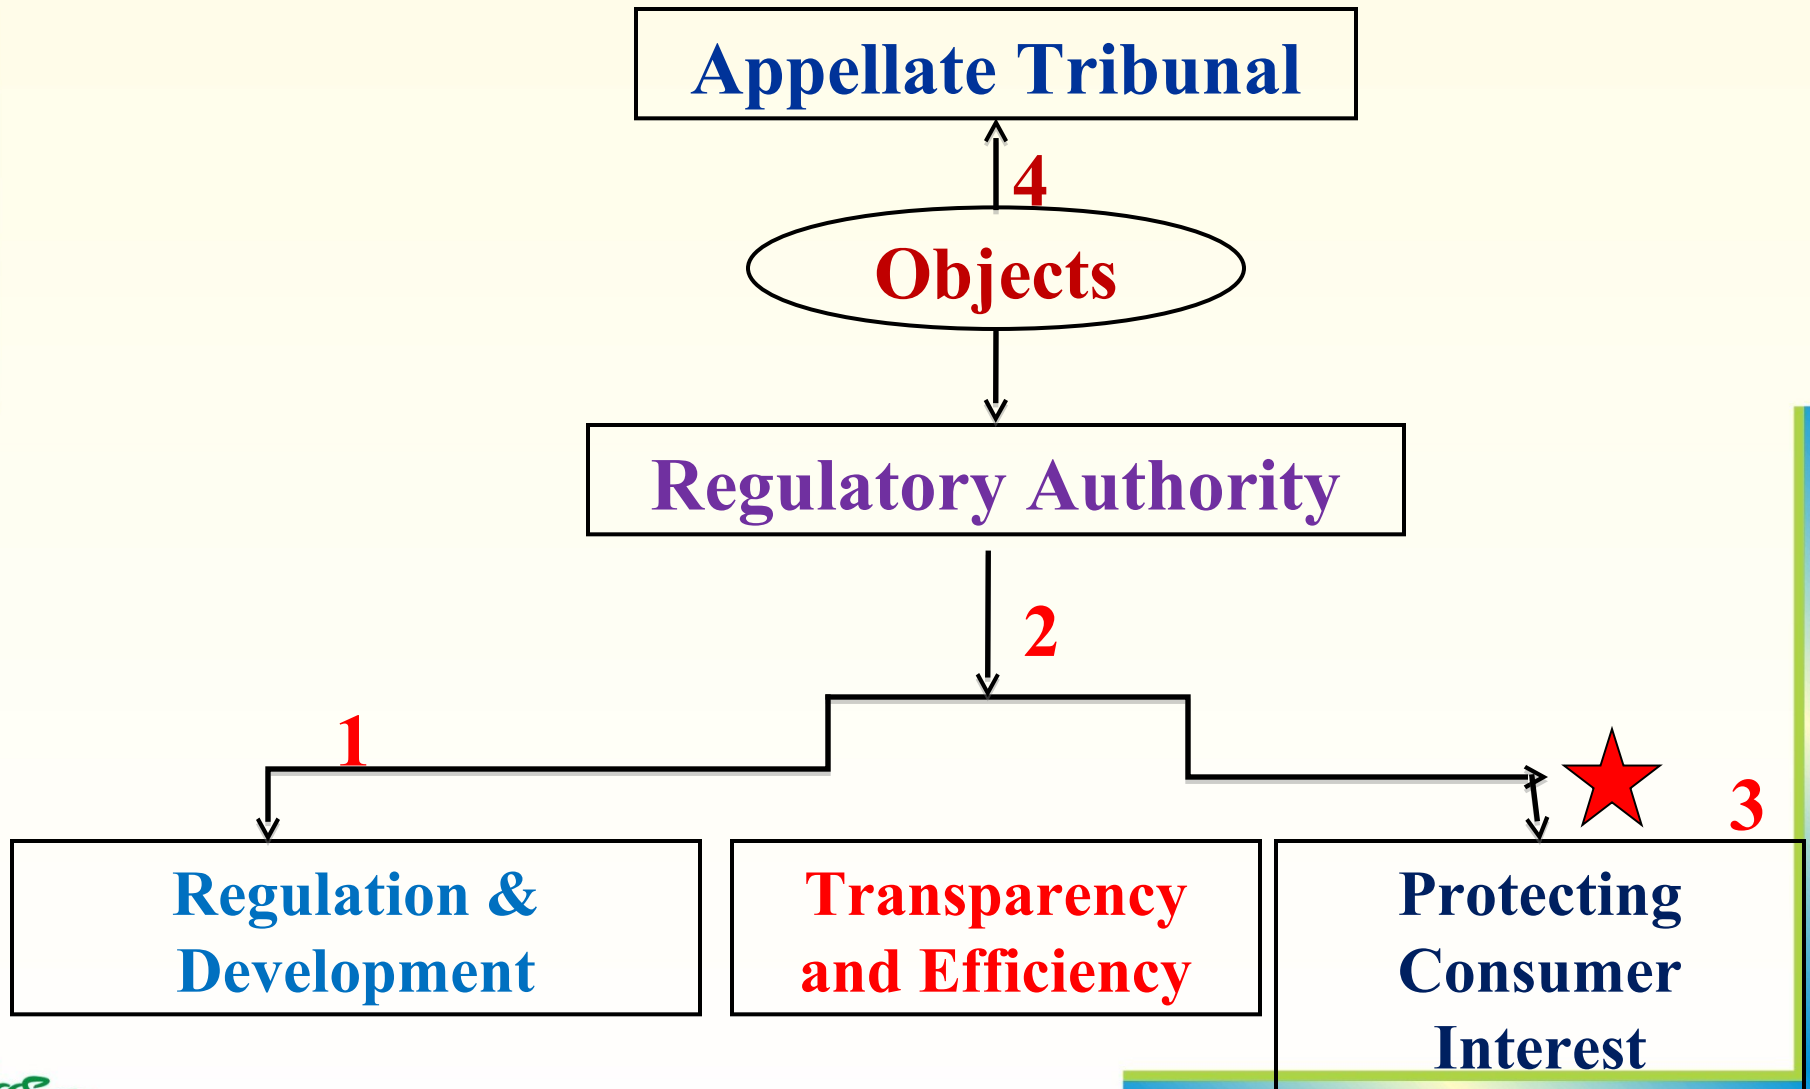 Appellate Tribunal
4
Objects
Regulatory Authority
2
1
3
Regulation &
Development
Transparency
and Efficiency
Protecting
Consumer
Interest